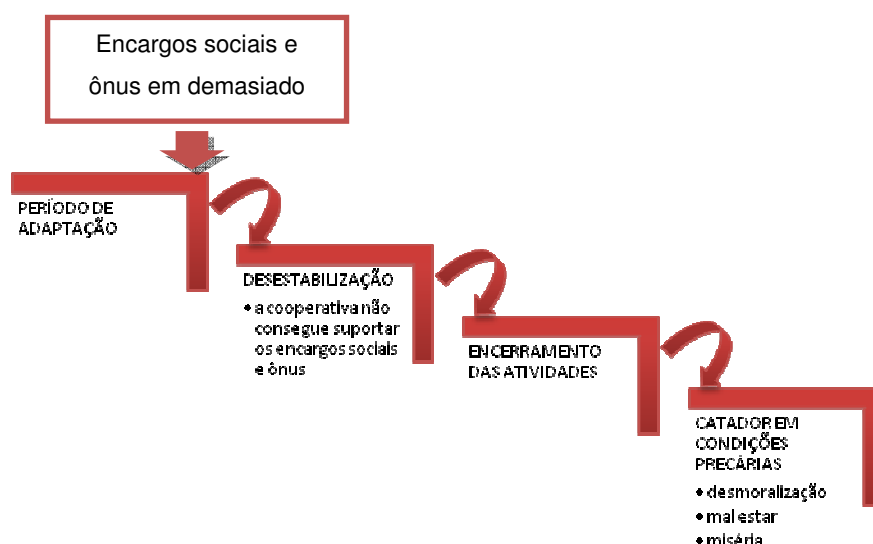 Encargos sociais e
ônus em demasiado
PERÍODO DE
ADAPTAÇÃO
DESESTABILIZAÇÃO
• a cooperativa não
consegue suportar
os encargos sociais
e ônus
ENCERRAMENTO
DAS ATIVIDADES
CATADOR EM
CONDIÇÕES
PRECÁRIAS
• desmoralização
• mal estar
• miséria